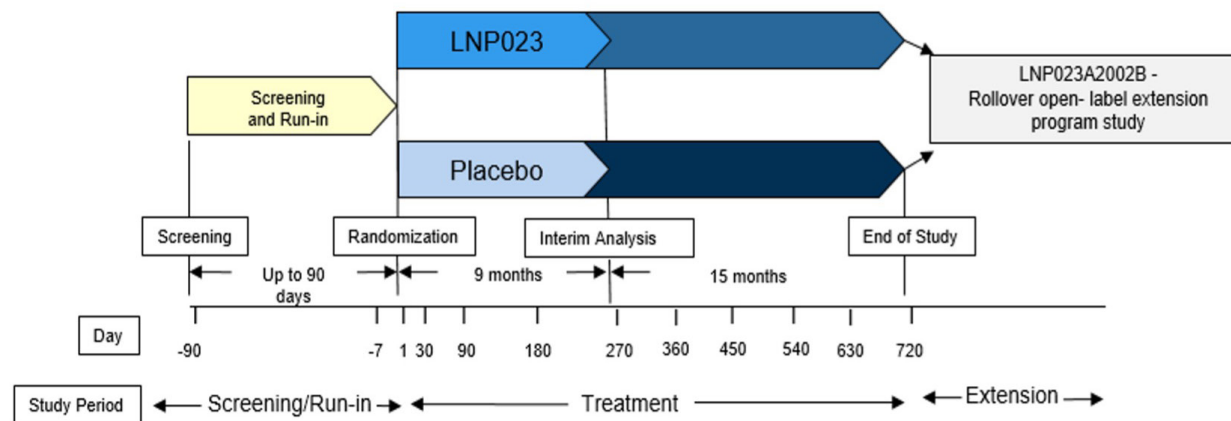 LNP023
LNP023A2002B -
Rollover open- label extension
program study
Screening
and Run-in
Placebo
Screening
Randomization
Interim Analysis
End of Study
Up to 90
days
9 months
15 months
Day
-90
-7
1
30
90
180
270
360
450
540
630
720
Study Period
Screening/Run-in
Treatment
Extension